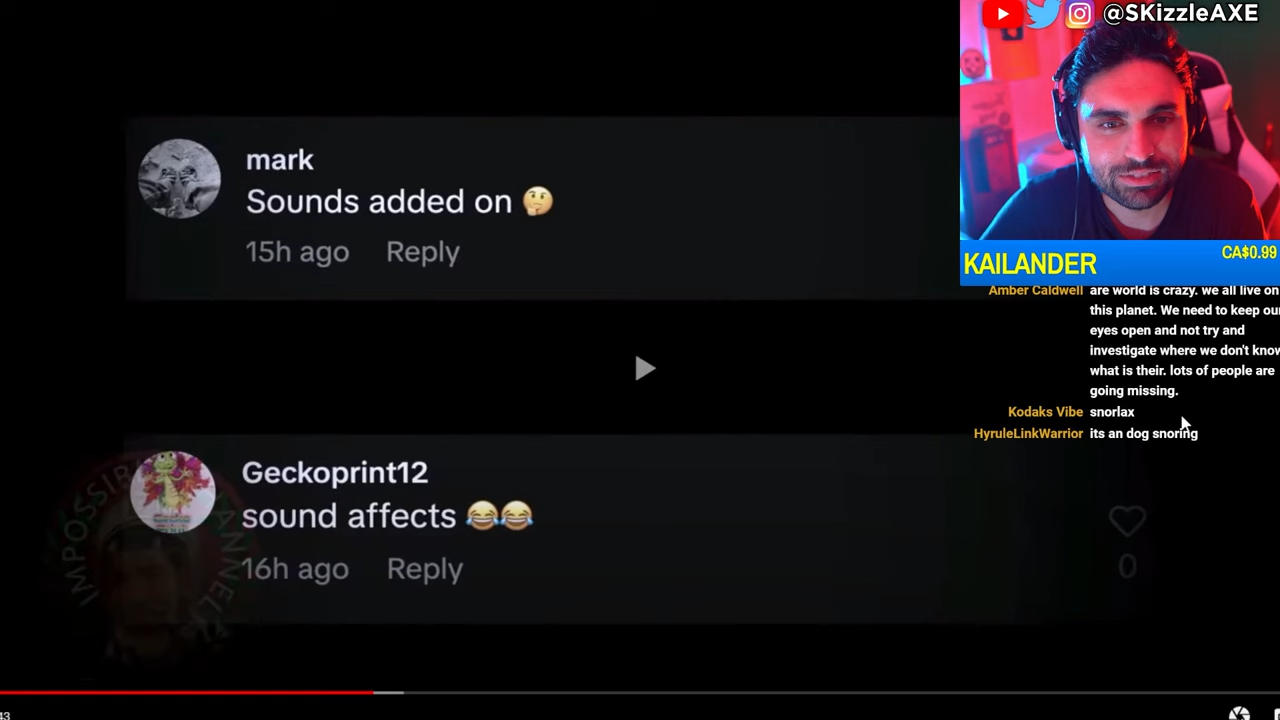 @SKizzleAXE
mark
Sounds added on 🤔
15h ago Reply
KAILANDER
CA$0.99
Amber Caldwell are world is crazy. we all live on
this planet. We need to keep our
eyes open and not try and
investigate where we don't know
what is their. lots of people are
going missing.
Kodaks Vibe snorlax
HyruleLinkWarrior its an dog snoring
Geckoprint12
sound affects 😂😂
16h ago Reply
0
IMPOSSIB
ANNEL
43